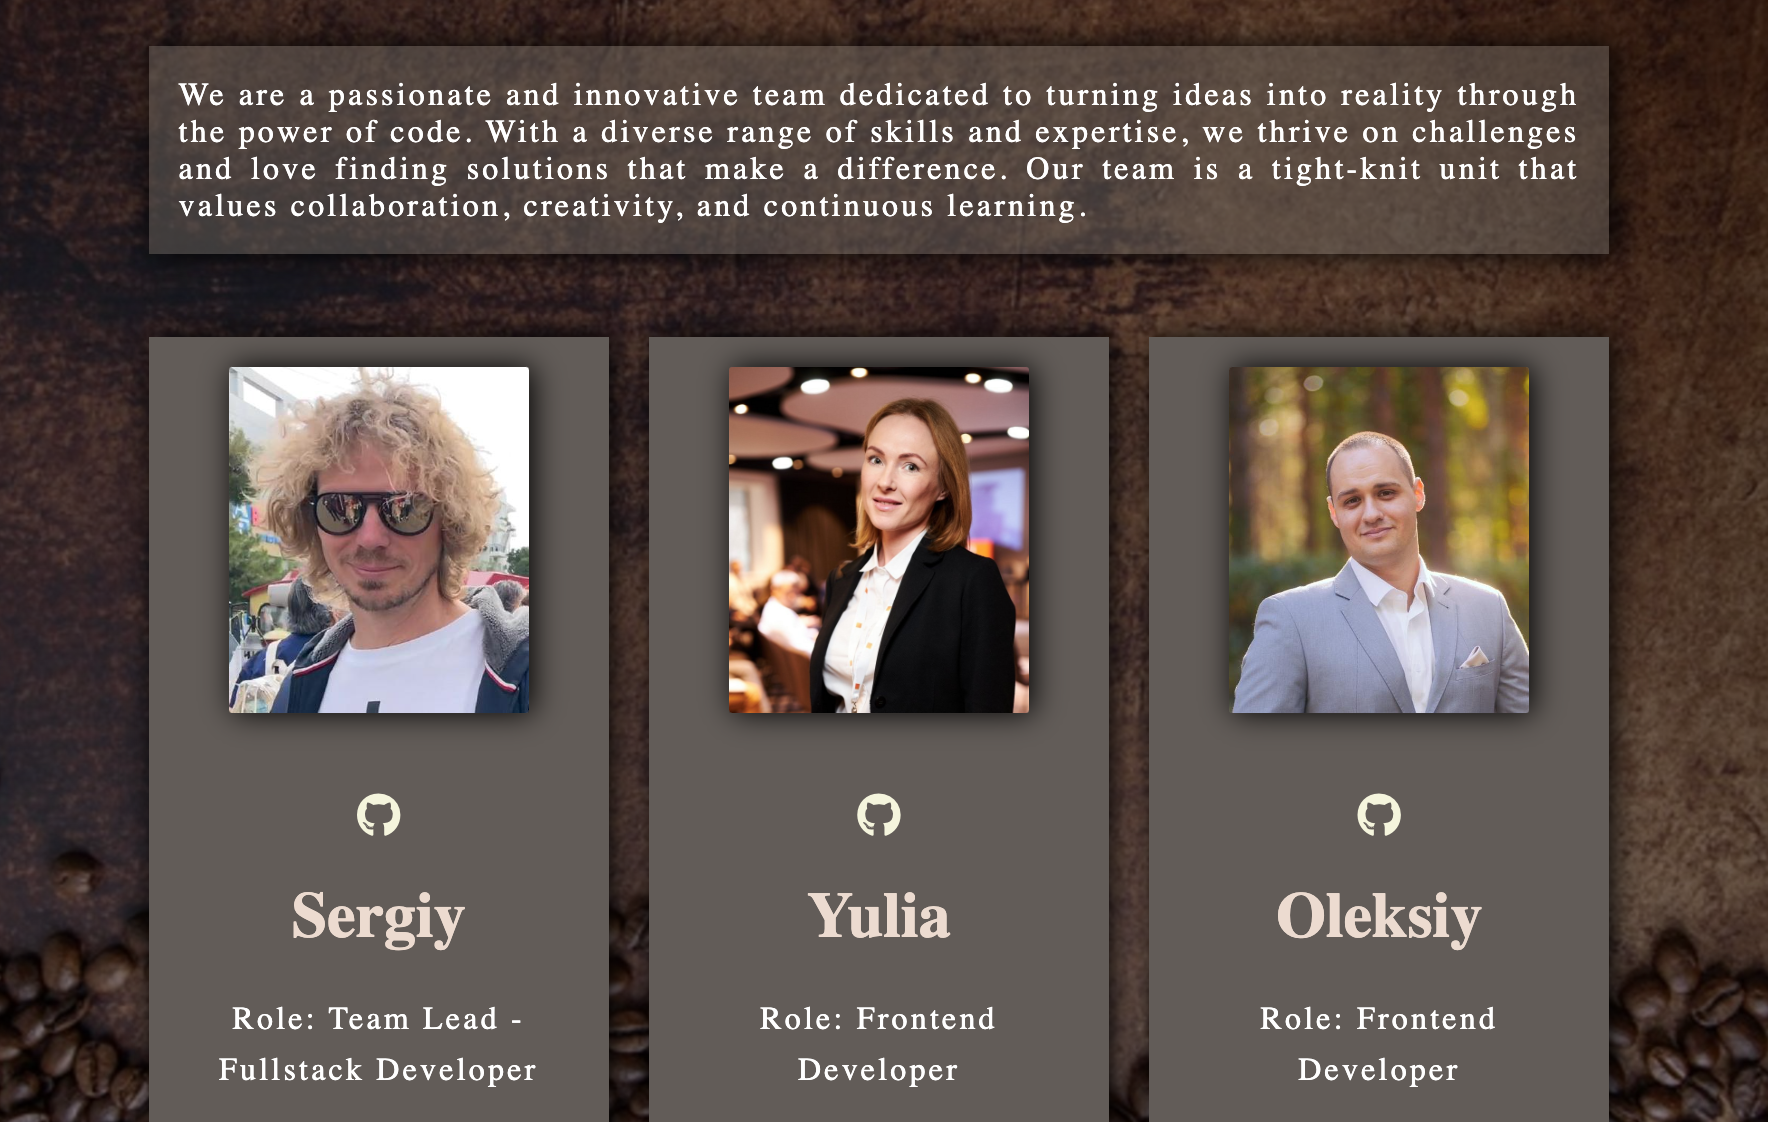 We are a passionate and innovative team dedicated to turning ideas into reality through
the power of code. With a diverse range of skills and expertise, we thrive on challenges
and love finding solutions that make a difference. Our team is a tight-knit unit that
values collaboration, creativity, and continuous learning.
Sergiy
Role: Team Lead -
Fullstack Developer
Yulia
Role: Frontend
Developer
Oleksiy
Role: Frontend
Developer